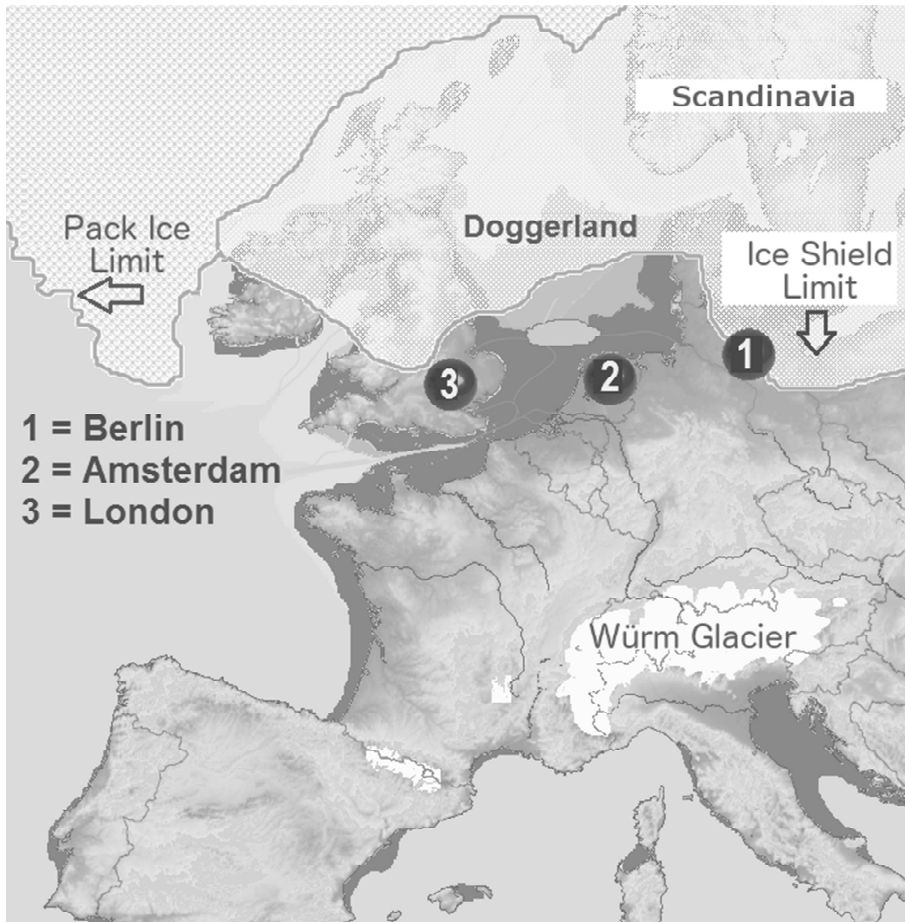 Scandinavia
Pack Ice
Limit
Doggerland
Ice Shield
Limit
1
2
3
1 = Berlin
2 = Amsterdam
3 = London
Würm Glacier